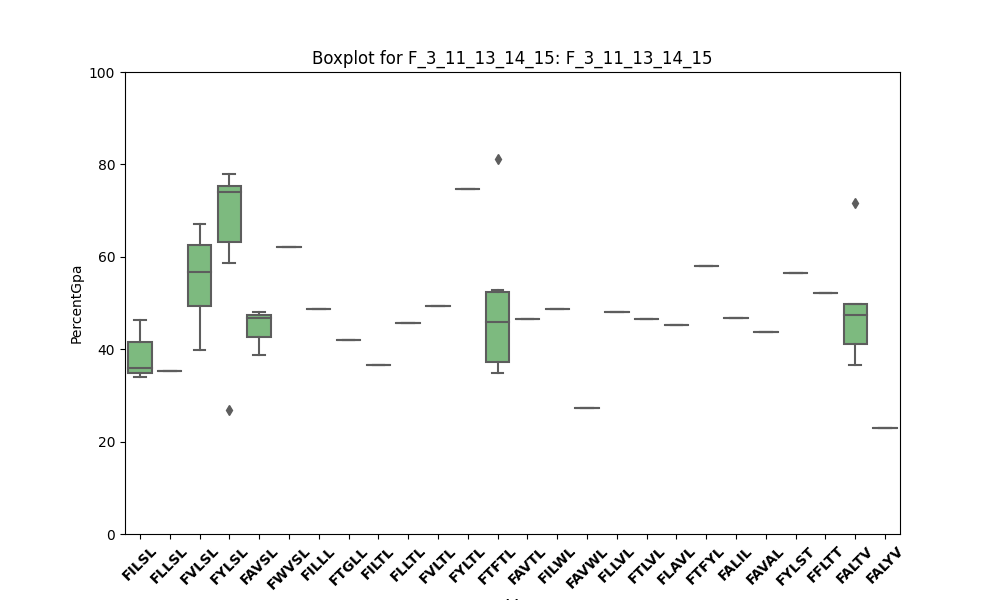 Boxplot for F_3_11_13_14_15: F_3_11_13_14_15
PercentGpa
100
80
60
40
20
0
FILSL
FLLSL
FVLSL
FYLSL
FAVSL
FWVSL
FILLL
FTGLL
FILTL
FLLTL
FVLTL
FYLTL
FTFTL
FAVTL
FILWL
FAVWL
FLLVL
FTLVL
FLAVL
FTFYL
FALIL
FAVAL
FYLST
FFLTT
FALTV
FALYV